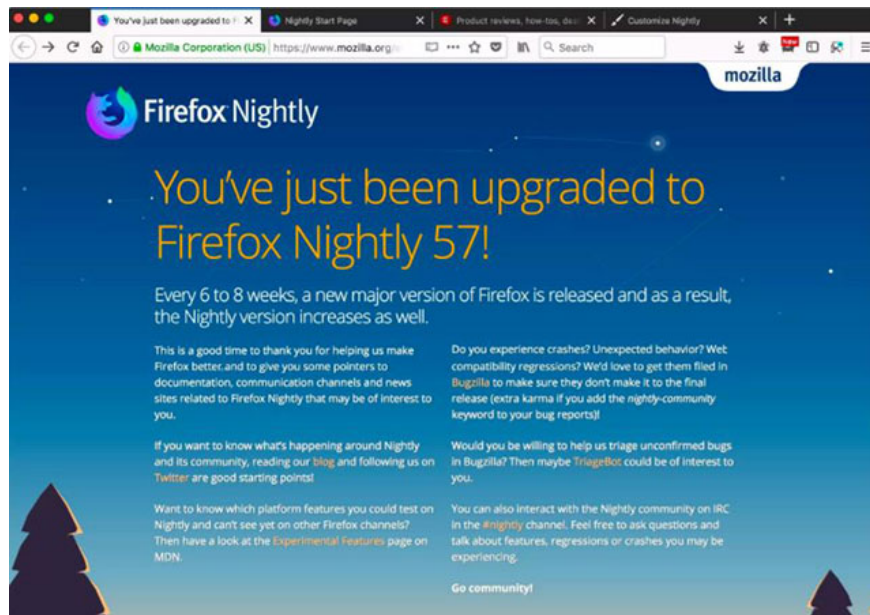 You've just been upgraded to F
Nightly Start Page
Product reviews, how-tos, dea
Customize Nightly
Mozilla Corporation (US)
https://www.mozilla.org/
Search
mozilla
Firefox Nightly
You've just been upgraded to
Firefox Nightly 57!
Every 6 to 8 weeks, a new major version of Firefox is released and as a result,
the Nightly version increases as well.
This is a good time to thank you for helping us make
Firefox better and to give you some pointers to
documentation, communication channels and news
sites related to Firefox Nightly that may be of interest to
you.
If you want to know what's happening around Nightly
and its community, reading our blog and following us on
Twitter are good starting points!
Want to know which platform features you could test on
Nightly and can't see yet on other Firefox channels?
Then have a look at the Experimental Features page on
MDN.
Do you experience crashes? Unexpected behavior? Web
compatibility regressions? We'd love to get them filed in
Bugzilla to make sure they don't make it to the final
release (extra karma if you add the nightly-community
keyword to your bug reports)!
Would you be willing to help us triage unconfirmed bugs
in Bugzilla? Then maybe TriageBot could be of interest to
you.
You can also interact with the Nightly community on IRC
in the #nightly channel. Feel free to ask questions and
talk about features, regressions or crashes you may be
experiencing.
Go community!